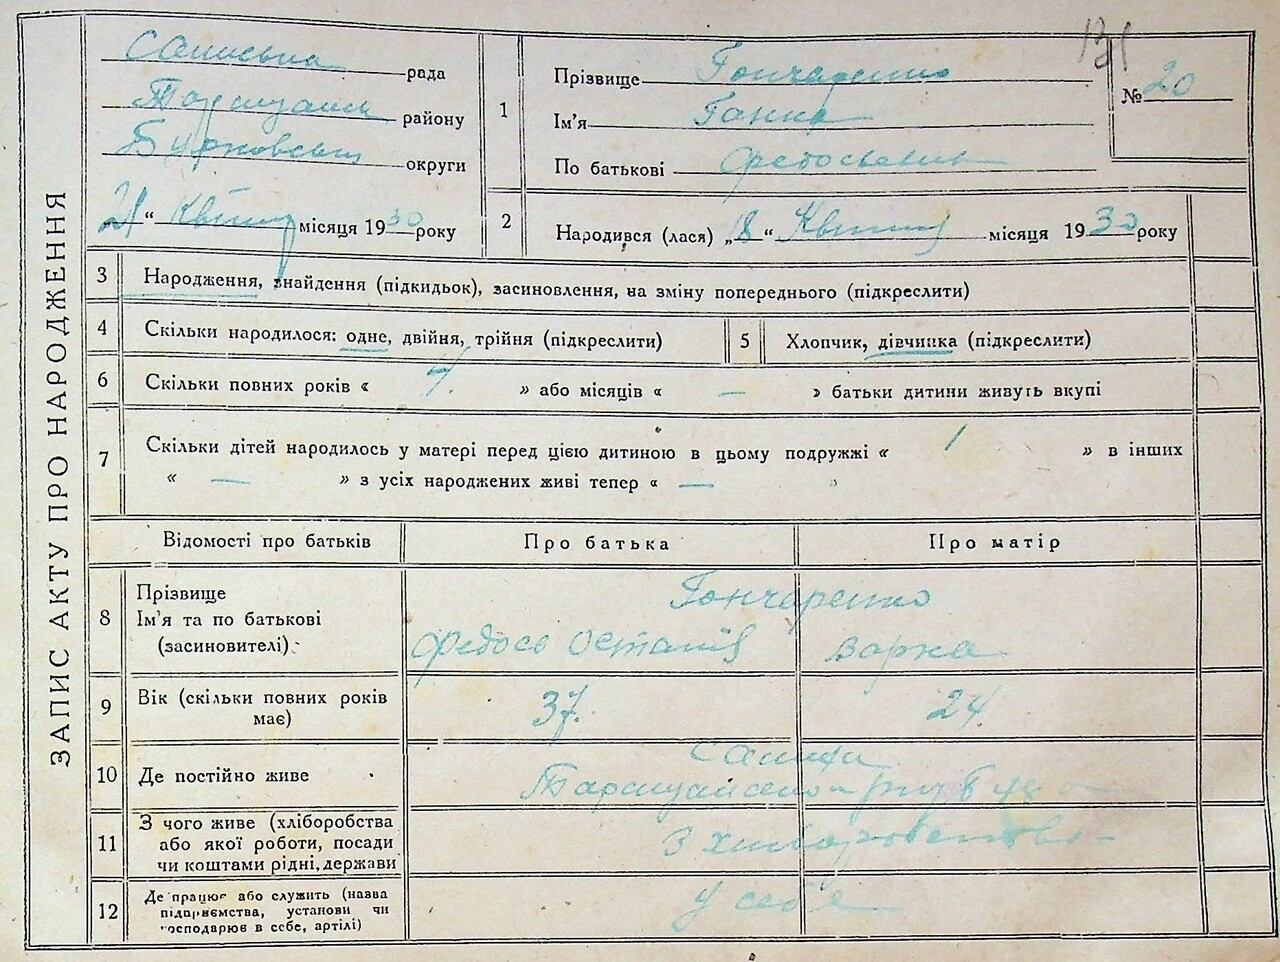 131
рада
району
округи
„21“ Квітня місяця 1930 року
ЗАПИС АКТУ ПРО НАРОДЖЕННЯ
1
Прізвище Гончаренко
Ім'я Ганна
По батькові
№ 20
2
Народився (лася) „18“ Квітня місяця 1930 року
3
Народження, знайдення (підкидьок), засиновлення, на зміну попереднього (підкреслити)
4
Скільки народилося: одне, двійня, трійня (підкреслити)
5
Хлопчик, дівчинка (підкреслити)
6
Скільки повних років « 4. » або місяців « — » батьки дитини живуть вкупі
7
Скільки дітей народилось у матері перед цією дитиною в цьому подружжі « 1 » в інших
« — » з усіх народжених живі тепер « — »
Відомості про батьків
Про батька
Про матір
8
Прізвище
Ім'я та по батькові
(засиновителі)
Гончаренко
Федось Остапів
Варка
9
Вік (скільки повних років
має)
37.
24.
10
Де постійно живе
11
З чого живе (хліборобства
або якої роботи, посади
чи коштами рідні, держави
З хліборобства
12
Де працює або служить (назва
підприємства, установи чи
господарює в себе, артілі)
у себе